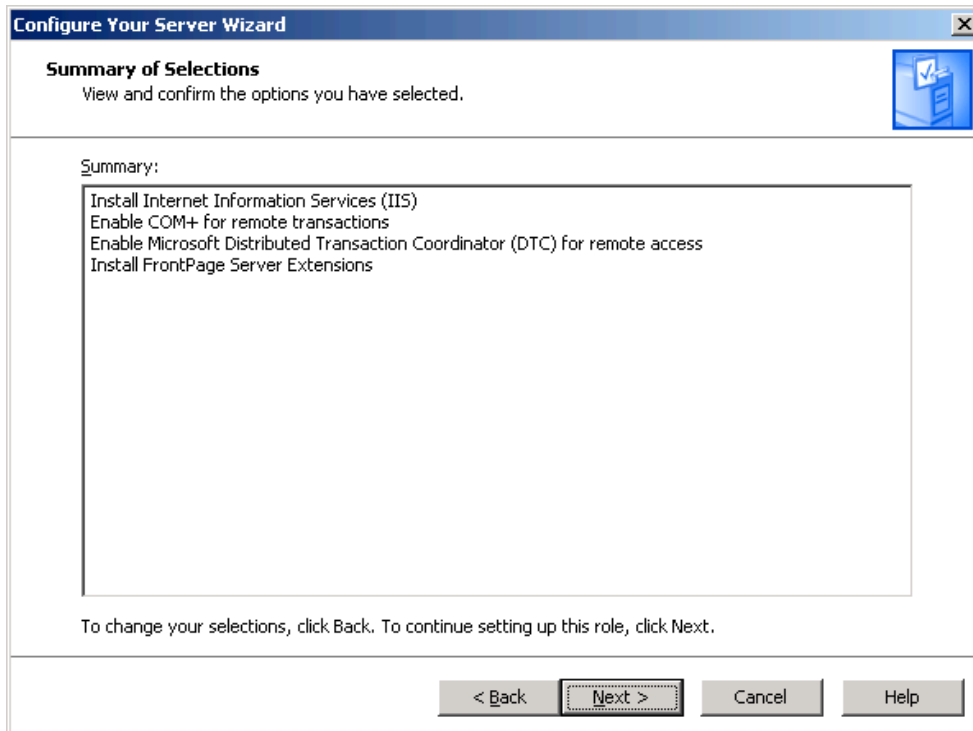 Configure Your Server Wizard
Summary of Selections
View and confirm the options you have selected.
Summary:
Install Internet Information Services (IIS)
Enable COM+ for remote transactions
Enable Microsoft Distributed Transaction Coordinator (DTC) for remote access
Install FrontPage Server Extensions
To change your selections, click Back. To continue setting up this role, click Next.
< Back Next > Cancel Help